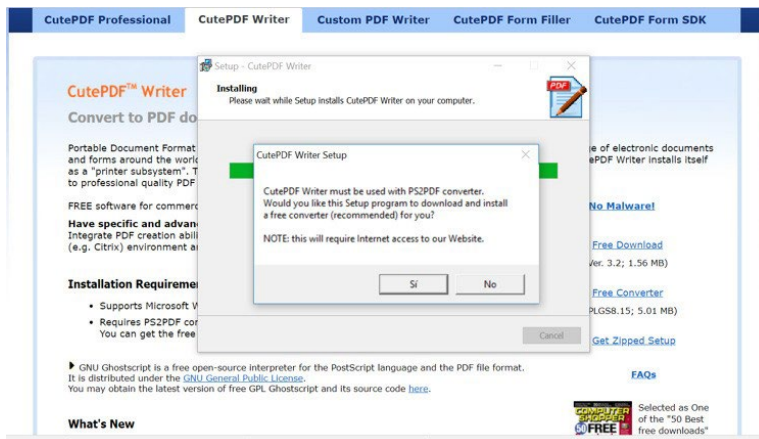 CutePDF Professional CutePDF Writer Custom PDF Writer CutePDF Form Filler CutePDF Form SDK
Setup - CutePDF Writer
Installing
Please wait while Setup installs CutePDF Writer on your computer.
PDF
CutePDF Writer Setup
CutePDF Writer must be used with PS2PDF converter.
Would you like this Setup program to download and install
a free converter (recommended) for you?
NOTE: this will require Internet access to our Website.
Sí No
Cancel
CutePDF™ Writer
Convert to PDF do
Portable Document Format
and forms around the worl
as a "printer subsystem". T
to professional quality PDF
e of electronic documents
ePDF Writer installs itself
FREE software for commerc
No Malware!
Have specific and advan
Integrate PDF creation abili
(e.g. Citrix) environment a
Free Download
Ver. 3.2; 1.56 MB)
Installation Requireme
Free Converter
PLGS8.15; 5.01 MB)
• Supports Microsoft W
• Requires PS2PDF con
You can get the free
Get Zipped Setup
GNU Ghostscript is a free open-source interpreter for the PostScript language and the PDF file format.
It is distributed under the GNU General Public License.
You may obtain the latest version of free GPL Ghostscript and its source code here.
FAQs
What's New
COMPUTER
SHOPPER
50 FREE
Selected as One
of the "50 Best
free downloads"